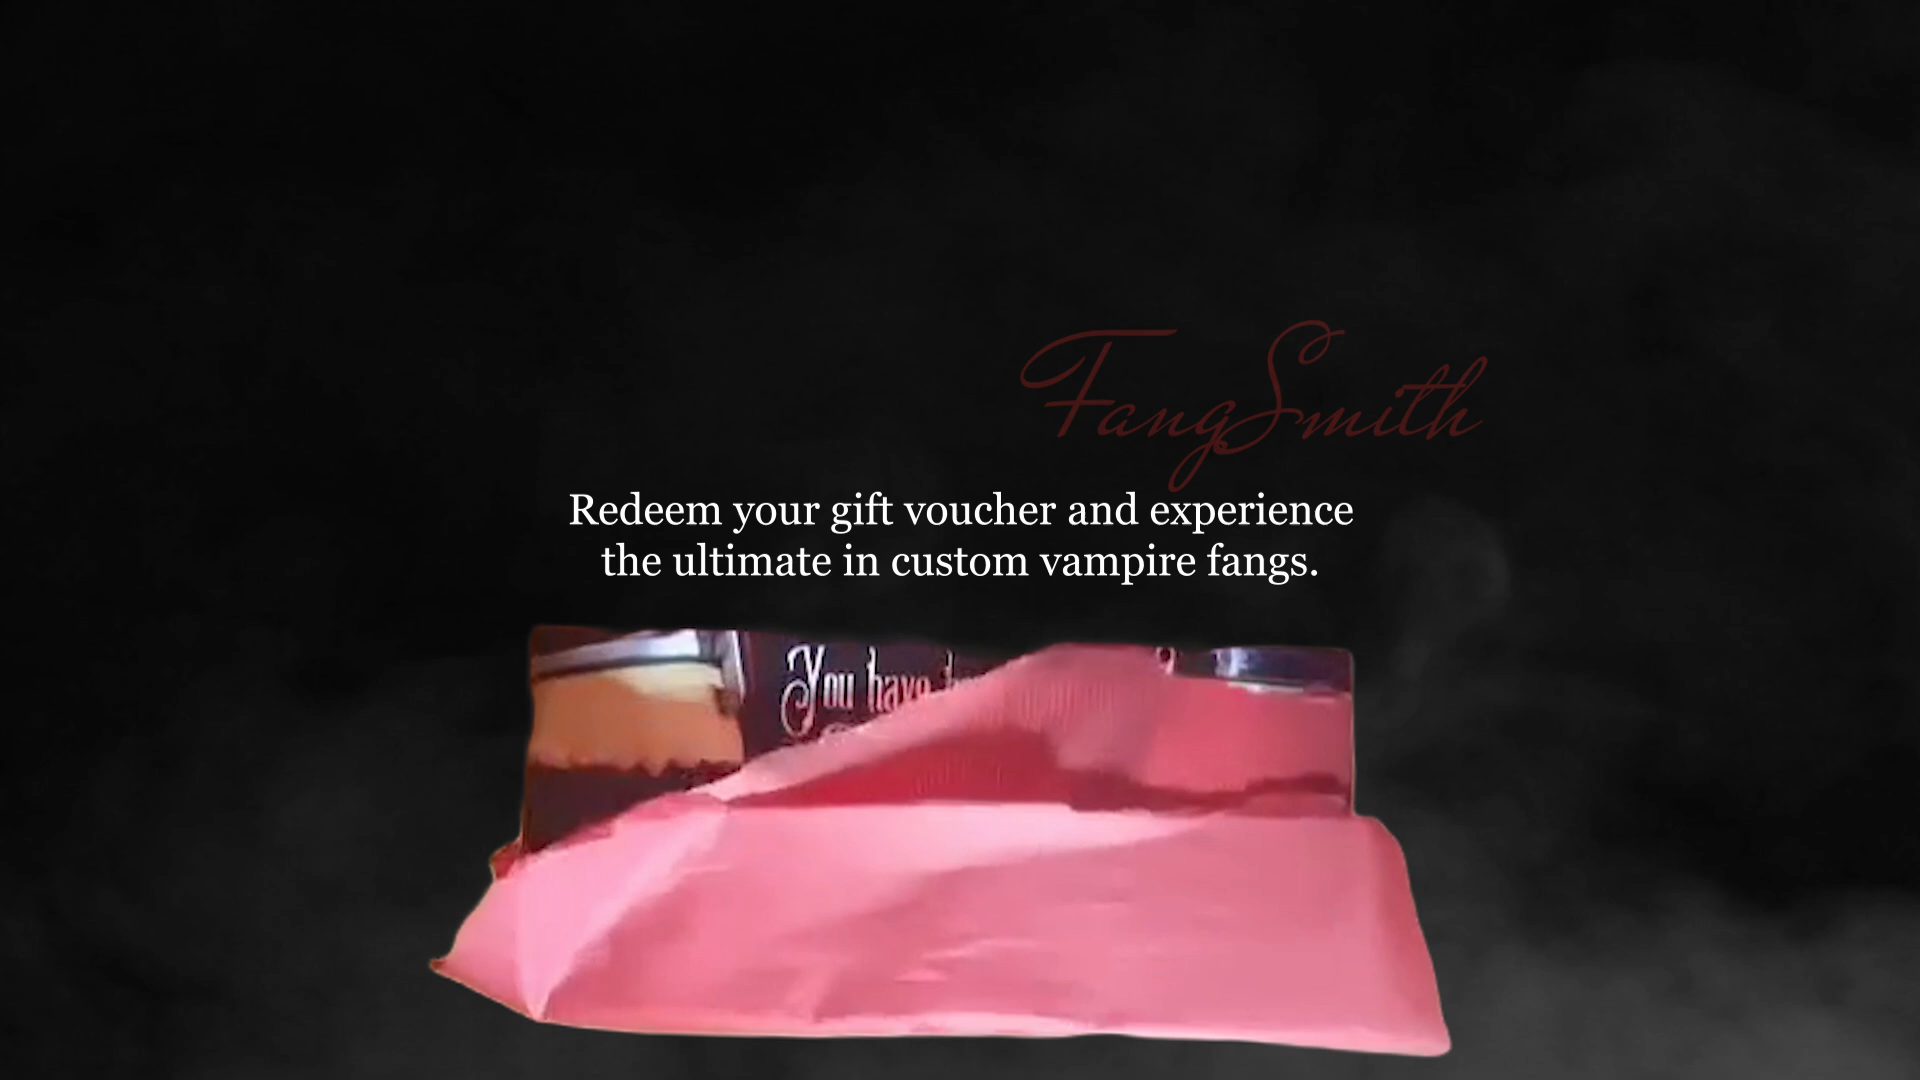 FangSmith
Redeem your gift voucher and experience
the ultimate in custom vampire fangs.
You have